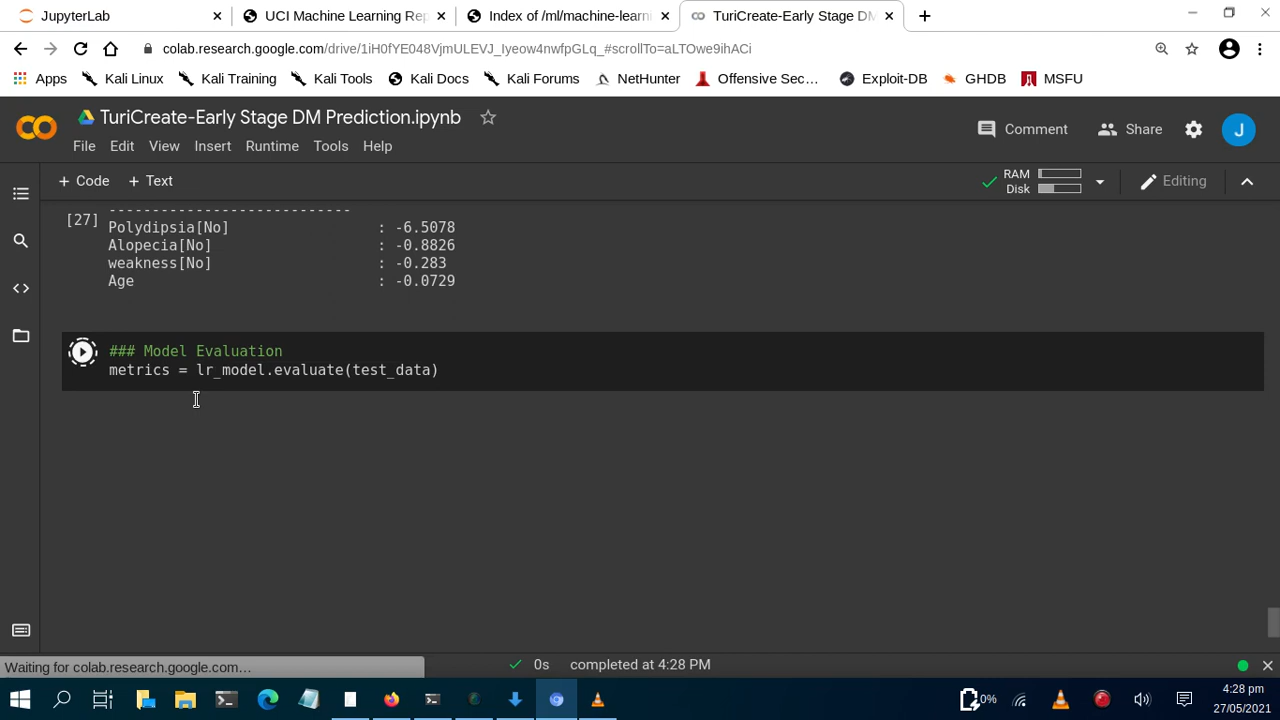 JupyterLab
UCI Machine Learning Rep
Index of /ml/machine-learni
TuriCreate-Early Stage DM
colab.research.google.com/drive/1iH0fYE048VjmULEVJ_Iyeow4nwfpGLq_#scrollTo=aLTOwe9ihACi
Apps
Kali Linux
Kali Training
Kali Tools
Kali Docs
Kali Forums
NetHunter
Offensive Sec...
Exploit-DB
GHDB
MSFU
TuriCreate-Early Stage DM Prediction.ipynb
Comment
Share
J
File Edit View Insert Runtime Tools Help
+ Code + Text
RAM
Disk
Editing
[27]
---------------------------
Polydipsia[No] : -6.5078
Alopecia[No] : -0.8826
weakness[No] : -0.283
Age : -0.0729
### Model Evaluation
metrics = lr_model.evaluate(test_data)
Waiting for colab.research.google.com...
0s completed at 4:28 PM
0%
4:28 pm
27/05/2021